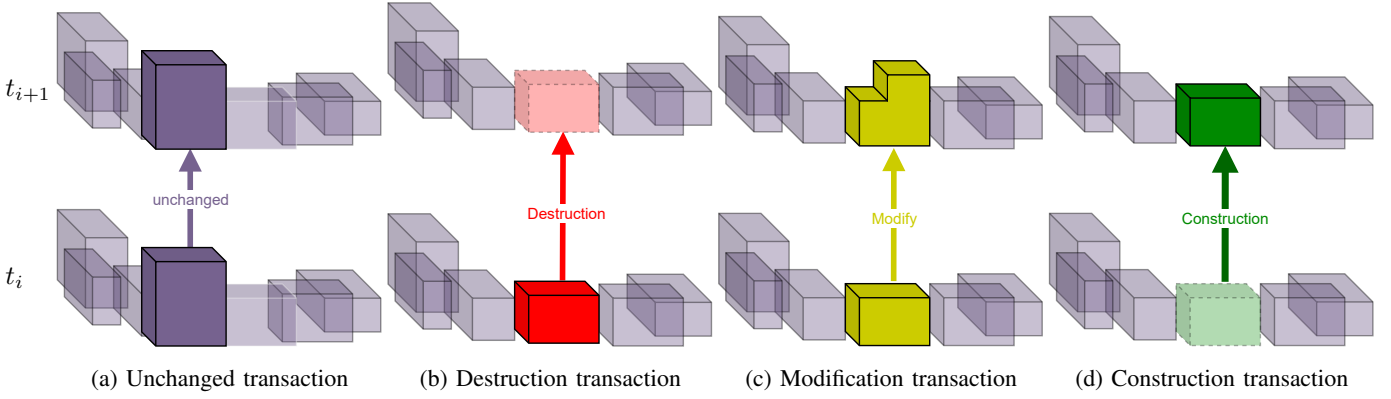 t_{i+1}
unchanged
Destruction
Modify
Construction
t_i
(a) Unchanged transaction
(b) Destruction transaction
(c) Modification transaction
(d) Construction transaction